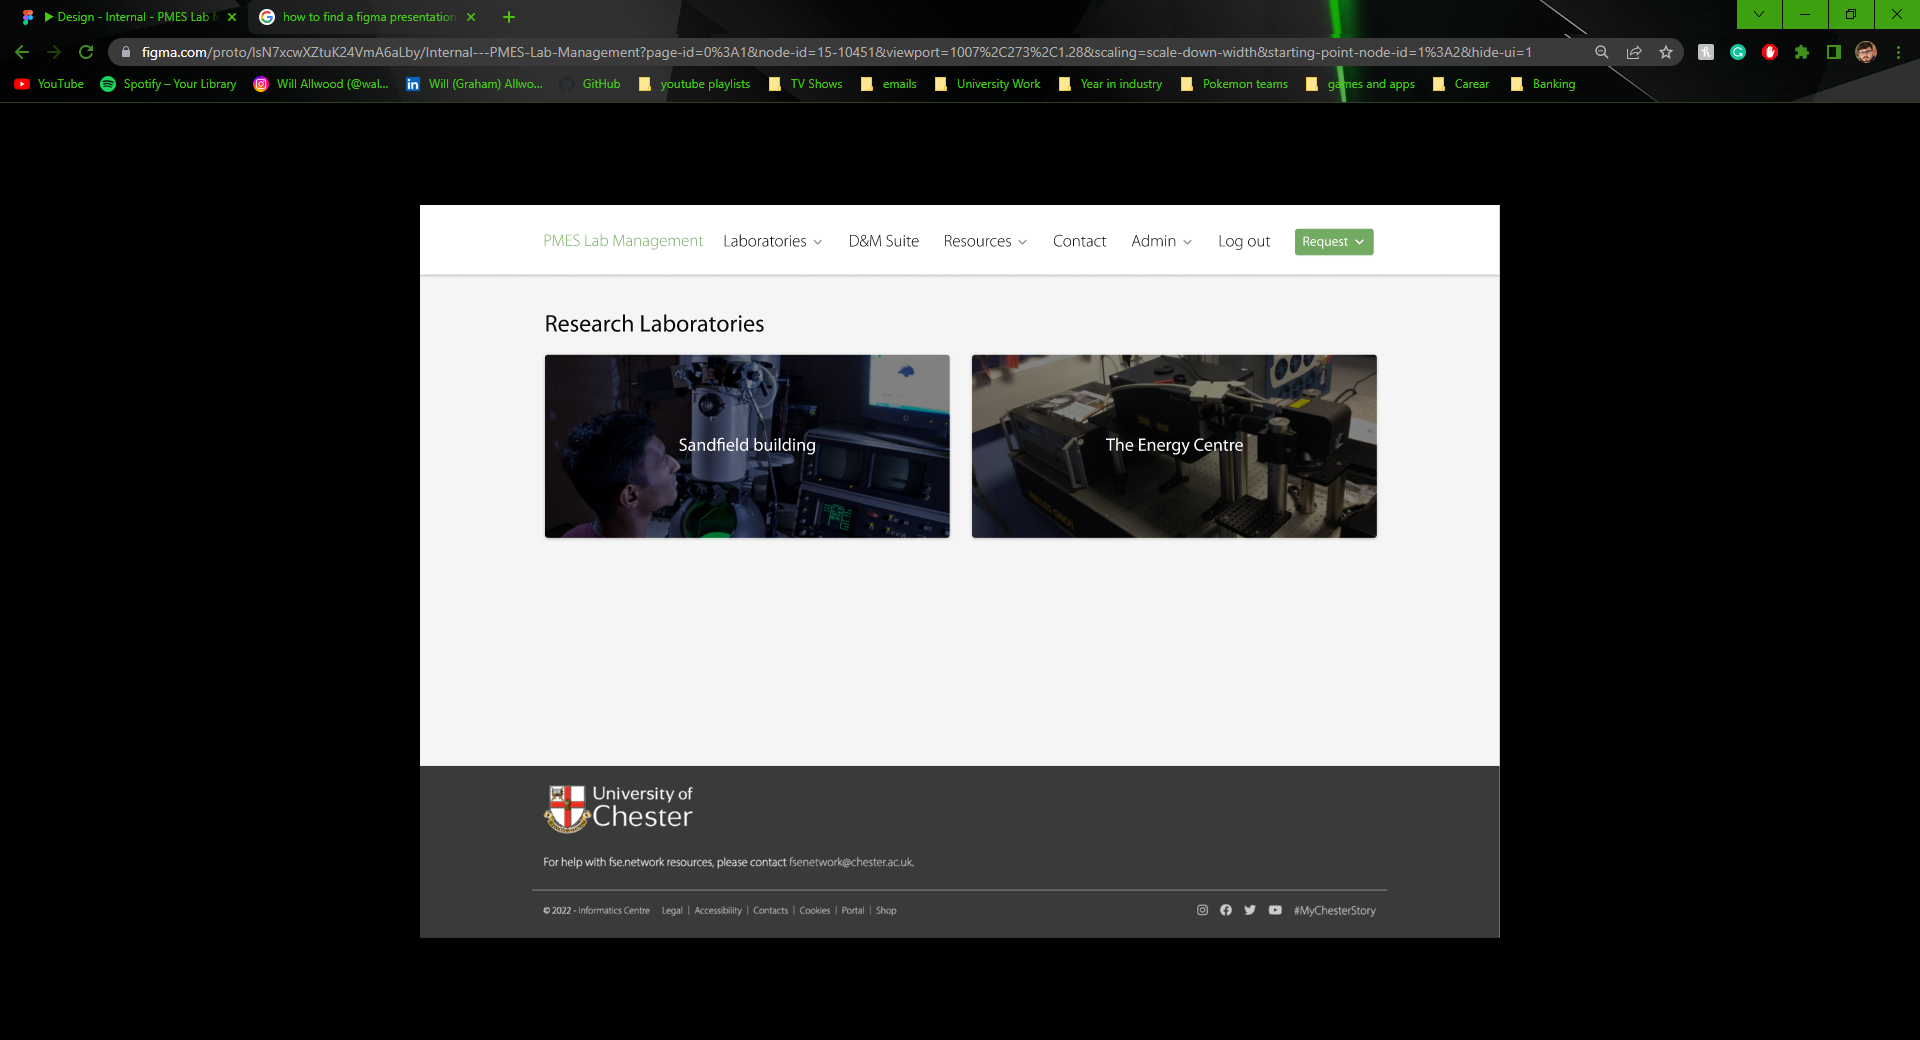 Design - Internal - PMES Lab
how to find a figma presentation
figma.com/proto/lsN7xcwXZtuK24VmA6aLby/Internal---PMES-Lab-Management?page-id=0%3A1&node-id=15-10451&viewport=1007%2C273%2C1.28&scaling=scale-down-width&starting-point-node-id=1%3A2&hide-ui=1
YouTube
Spotify – Your Library
Will Allwood (@wal...
Will (Graham) Allwo...
GitHub
youtube playlists
TV Shows
emails
University Work
Year in industry
Pokemon teams
games and apps
Carear
Banking
PMES Lab Management
Laboratories
D&M Suite
Resources
Contact
Admin
Log out
Request
Research Laboratories
Sandfield building
The Energy Centre
University of
Chester
For help with fse.network resources, please contact fsenetwork@chester.ac.uk.
© 2022 - Informatics Centre
Legal | Accessibility | Contacts | Cookies | Portal | Shop
#MyChesterStory